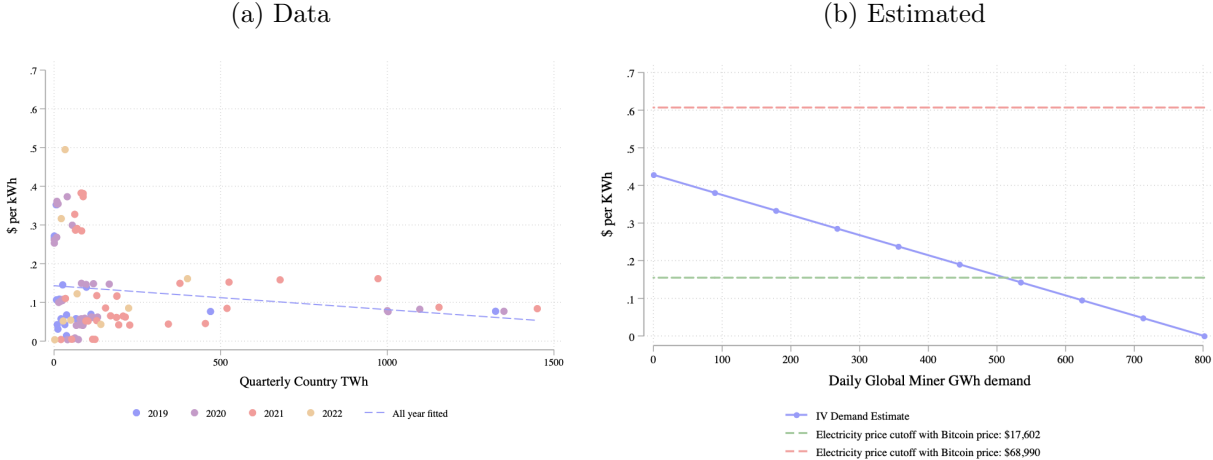 (a) Data
.7
.6
.5
.4
.3
.2
.1
0
$ per kWh
0 500 1000 1500
Quarterly Country TWh
2019 2020 2021 2022 All year fitted
(b) Estimated
.7
.6
.5
.4
.3
.2
.1
0
$ per KWh
0 100 200 300 400 500 600 700 800
Daily Global Miner GWh demand
IV Demand Estimate
Electricity price cutoff with Bitcoin price: $17,602
Electricity price cutoff with Bitcoin price: $68,990